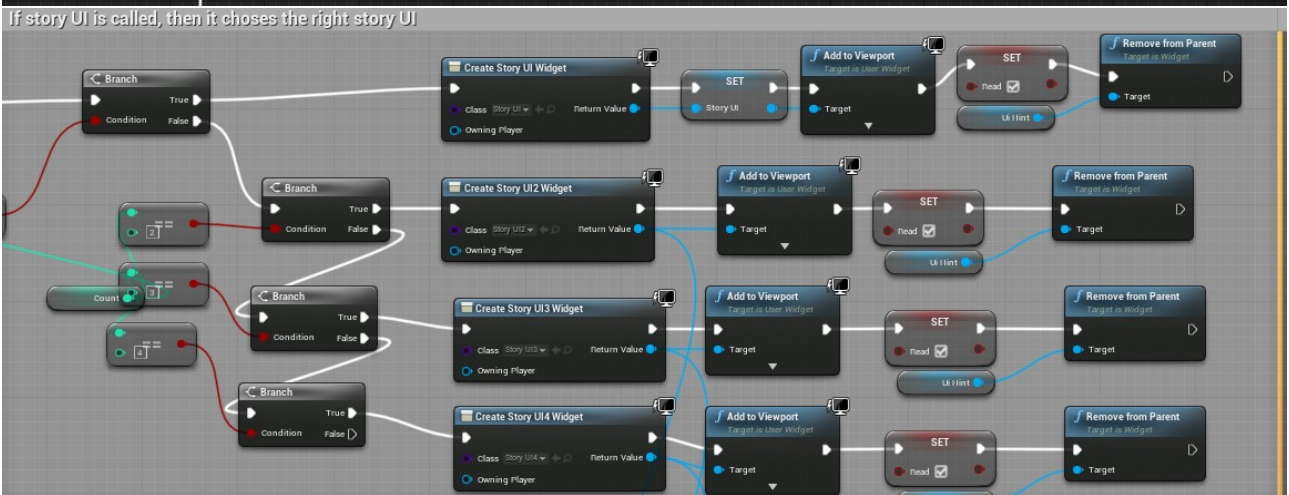 If story UI is called, then it choses the right story UI
Branch
True
Condition
False
Create Story UI Widget
Class Story UI
Return Value
Owning Player
SET
Story UI
Add to Viewport
Target is User Widget
Target
SET
Read
Ui Hint
Remove from Parent
Target is Widget
Target
Branch
True
Condition
False
2 ==
Create Story UI2 Widget
Class Story UI2
Return Value
Owning Player
Add to Viewport
Target is User Widget
Target
SET
Read
Ui Hint
Remove from Parent
Target is Widget
Target
3 ==
Count
Branch
True
Condition
False
Create Story UI3 Widget
Class Story UI3
Return Value
Owning Player
Add to Viewport
Target is User Widget
Target
SET
Read
Ui Hint
Remove from Parent
Target is Widget
Target
4 ==
Branch
True
Condition
False
Create Story UI4 Widget
Class Story UI4
Return Value
Owning Player
Add to Viewport
Target is User Widget
Target
SET
Read
Remove from Parent
Target is Widget
Target